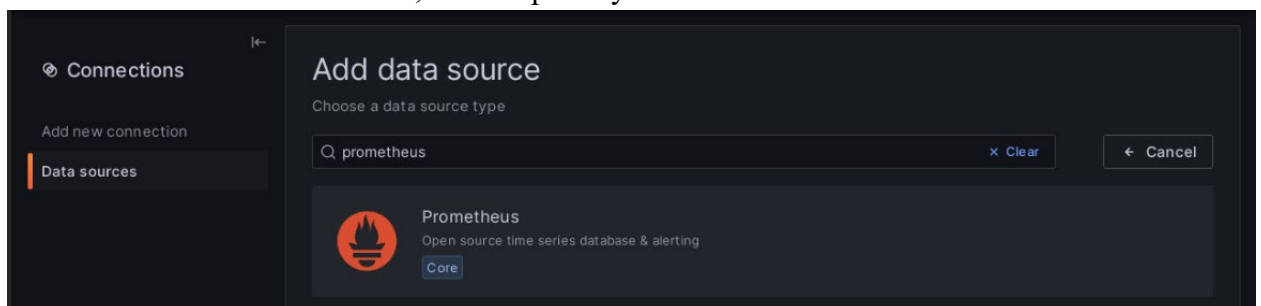 Connections
Add new connection
Data sources
Add data source
Choose a data source type
prometheus
Clear
Cancel
Prometheus
Open source time series database & alerting
Core